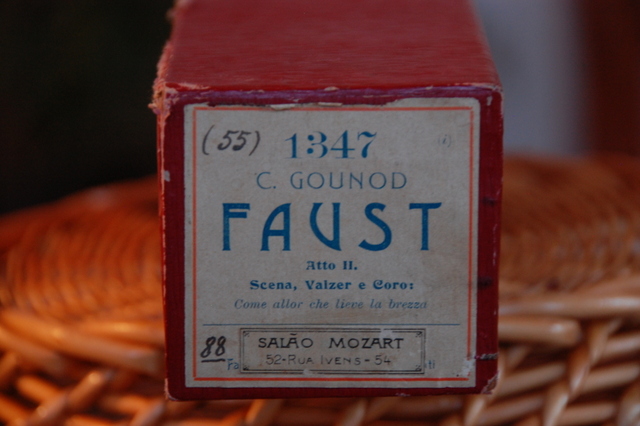 (55) 1347
C. GOUNOD
FAUST
Atto II.
Scena, Valzer e Coro:
Come allor che lieve la brezza
88
SALÃO MOZART
52-RUA IVENS-54